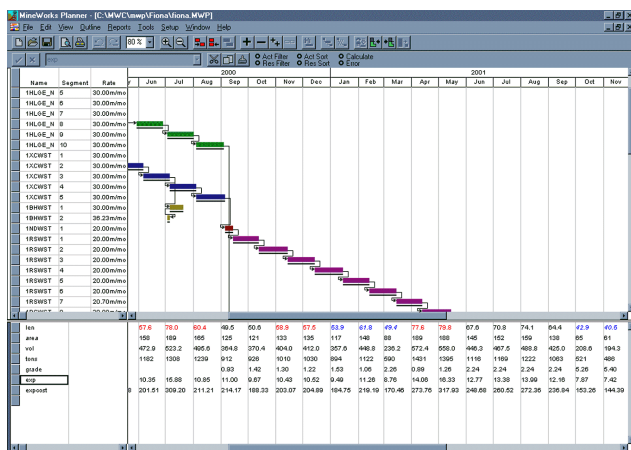 MineWorks Planner - [C:\MWC\mwp\Fiona\fiona.MWP]
File Edit View Outline Reports Tools Setup Window Help
80 %
exp Act Filter Act Sort Calculate
Res Filter Res Sort Error
2000 2001
Name Segment Rate y Jun Jul Aug Sep Oct Nov Dec Jan Feb Mar Apr May Jun Jul Aug Sep Oct Nov
1HLGE_N 5 30.00m/mo
1HLGE_N 6 30.00m/mo
1HLGE_N 7 30.00m/mo
1HLGE_N 8 30.00m/mo
1HLGE_N 9 30.00m/mo
1HLGE_N 10 30.00m/mo
1XCWST 1 30.00m/mo
1XCWST 2 30.00m/mo
1XCWST 3 30.00m/mo
1XCWST 4 30.00m/mo
1XCWST 5 30.00m/mo
1BHWST 1 30.00m/mo
1BHWST 2 35.23m/mo
1NDWST 1 20.00m/mo
1RSWST 1 20.00m/mo
1RSWST 2 20.00m/mo
1RSWST 3 20.00m/mo
1RSWST 4 20.00m/mo
1RSWST 5 20.00m/mo
1RSWST 6 20.00m/mo
1RSWST 7 20.70m/mo
len 57.6 78.0 60.4 49.5 50.6 58.9 57.5 53.9 61.8 49.4 77.6 79.8 67.6 70.8 74.1 64.4 42.9 40.5
area 158 189 165 125 121 133 135 117 148 88 189 188 145 152 159 138 65 61
vol 472.9 523.2 495.6 364.8 370.4 404.0 412.0 357.6 448.8 236.2 572.4 558.0 446.3 467.5 488.8 425.0 208.6 194.3
tons 1182 1308 1239 912 926 1010 1030 894 1122 590 1431 1395 1116 1169 1222 1063 521 486
grade 0.93 1.42 1.30 1.22 1.53 1.06 2.26 0.89 1.26 2.24 2.24 2.24 2.24 5.26 5.40
exp 10.35 15.88 10.85 11.00 9.67 10.43 10.52 9.49 11.26 8.76 14.06 16.33 12.77 13.38 13.99 12.16 7.87 7.42
expcost 8 201.51 309.20 211.21 214.17 188.33 203.07 204.89 184.75 219.19 170.46 273.76 317.93 248.68 260.52 272.36 236.84 153.26 144.39